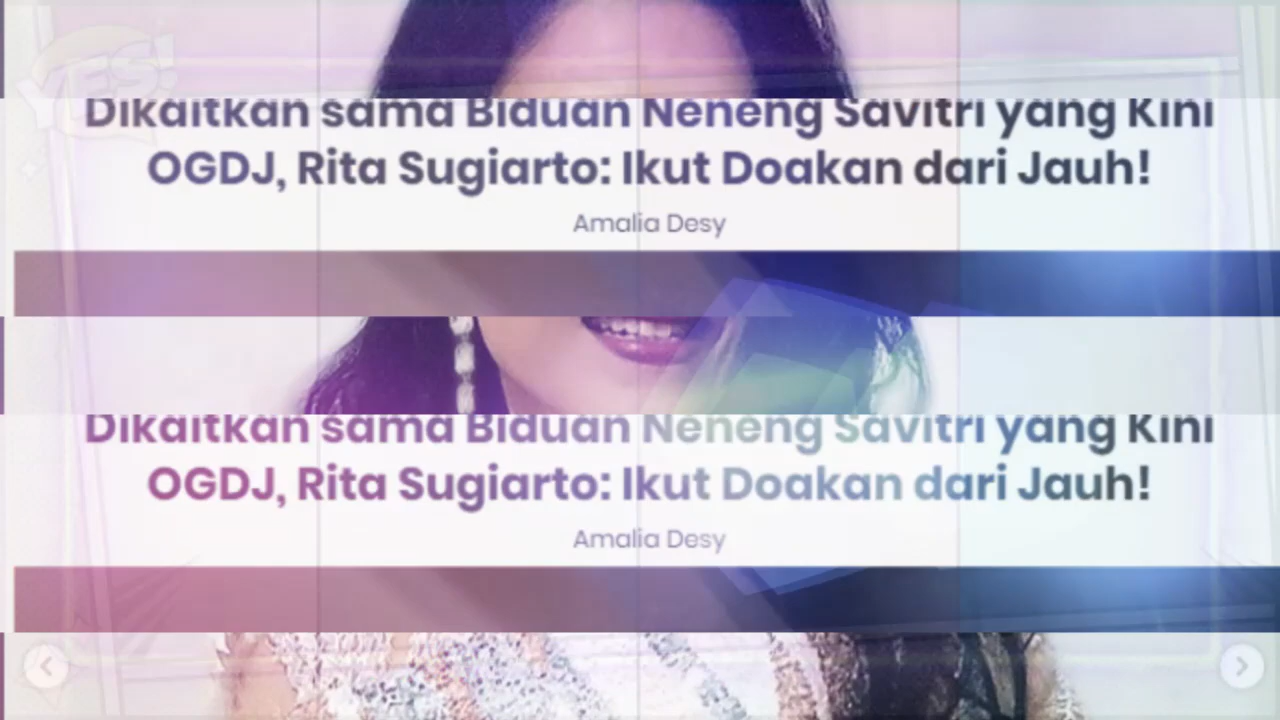 YES!
Dikaitkan sama Biduan Neneng Savitri yang Kini
OGDJ, Rita Sugiarto: Ikut Doakan dari Jauh!
Amalia Desy
Dikaitkan sama Biduan Neneng Savitri yang Kini
OGDJ, Rita Sugiarto: Ikut Doakan dari Jauh!
Amalia Desy